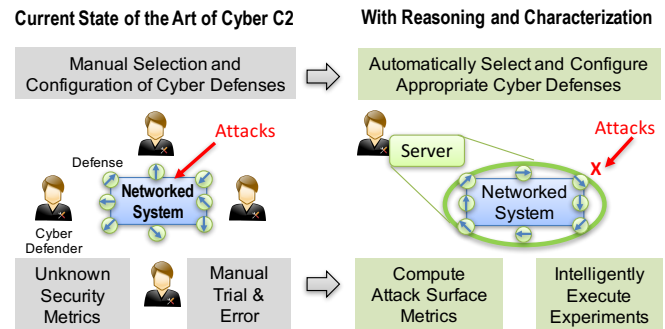 Current State of the Art of Cyber C2
With Reasoning and Characterization
Manual Selection and
Configuration of Cyber Defenses
Automatically Select and Configure
Appropriate Cyber Defenses
Attacks
Defense
Networked
System
Cyber
Defender
Attacks
X
Server
Networked
System
Unknown
Security
Metrics
Manual
Trial &
Error
Compute
Attack Surface
Metrics
Intelligently
Execute
Experiments